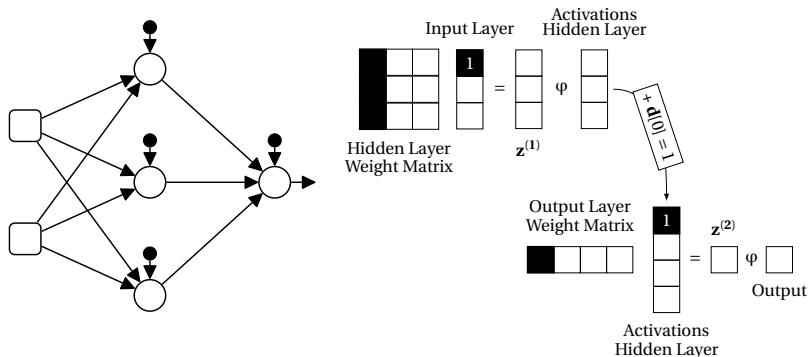 Input Layer
Activations
Hidden Layer
1
=
φ
z(1)
Hidden Layer
Weight Matrix
+ d[0] = 1
Output Layer
Weight Matrix
1
z(2)
=
φ
Output
Activations
Hidden Layer